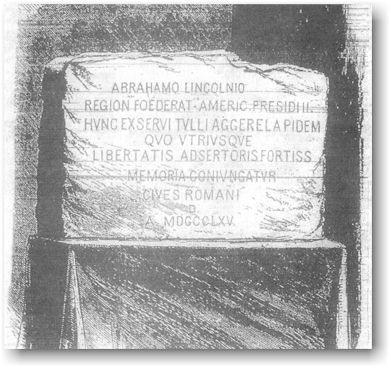 ABRAHAMO LINCOLNIO
REGION FOEDERAT· AMERIC· PRESIDI II·
HVNC EX SERVI TVLLI AGGERE LAPIDEM
QVO VTRIVSQVE
LIBERTATIS ADSERTORIS FORTISS
MEMORIA CONIVNGATVR
CIVES ROMANI
D.
A. MDCCCLXV.